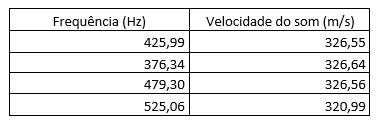 Frequência (Hz) Velocidade do som (m/s)
425,99 326,55
376,34 326,64
479,30 326,56
525,06 320,99